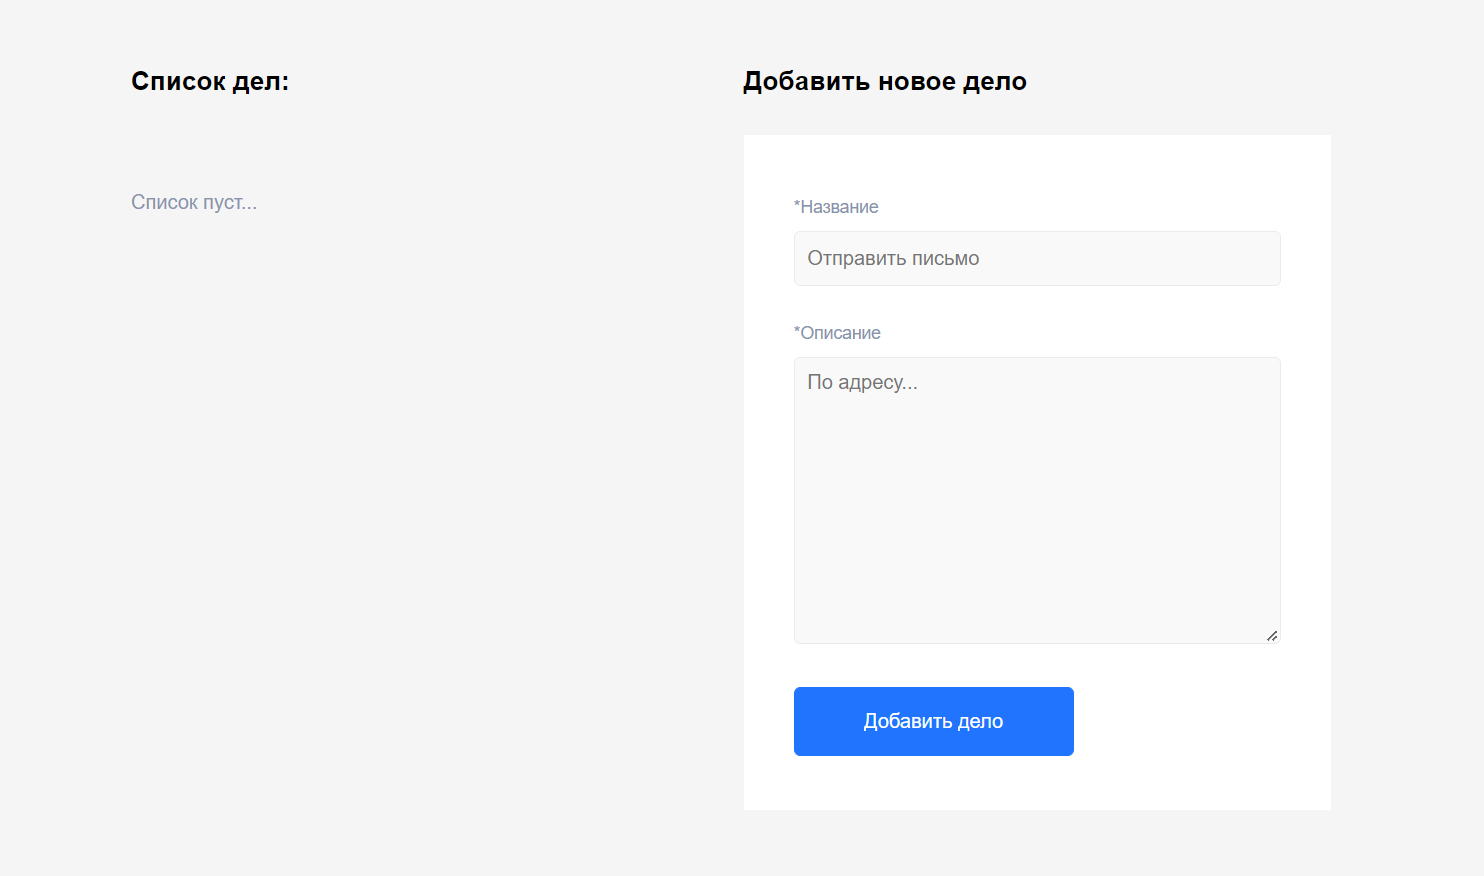 Список дел:
Список пуст...
Добавить новое дело
*Название
Отправить письмо
*Описание
По адресу...
Добавить дело